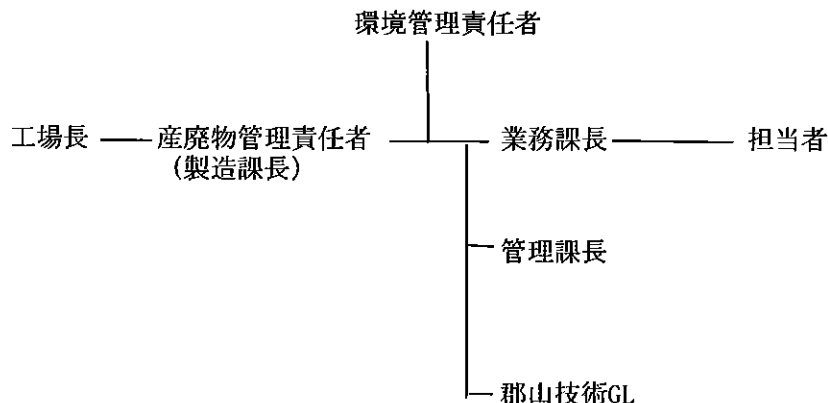 環境管理責任者
工場長
産廃物管理責任者
(製造課長)
業務課長
担当者
管理課長
郡山技術GL